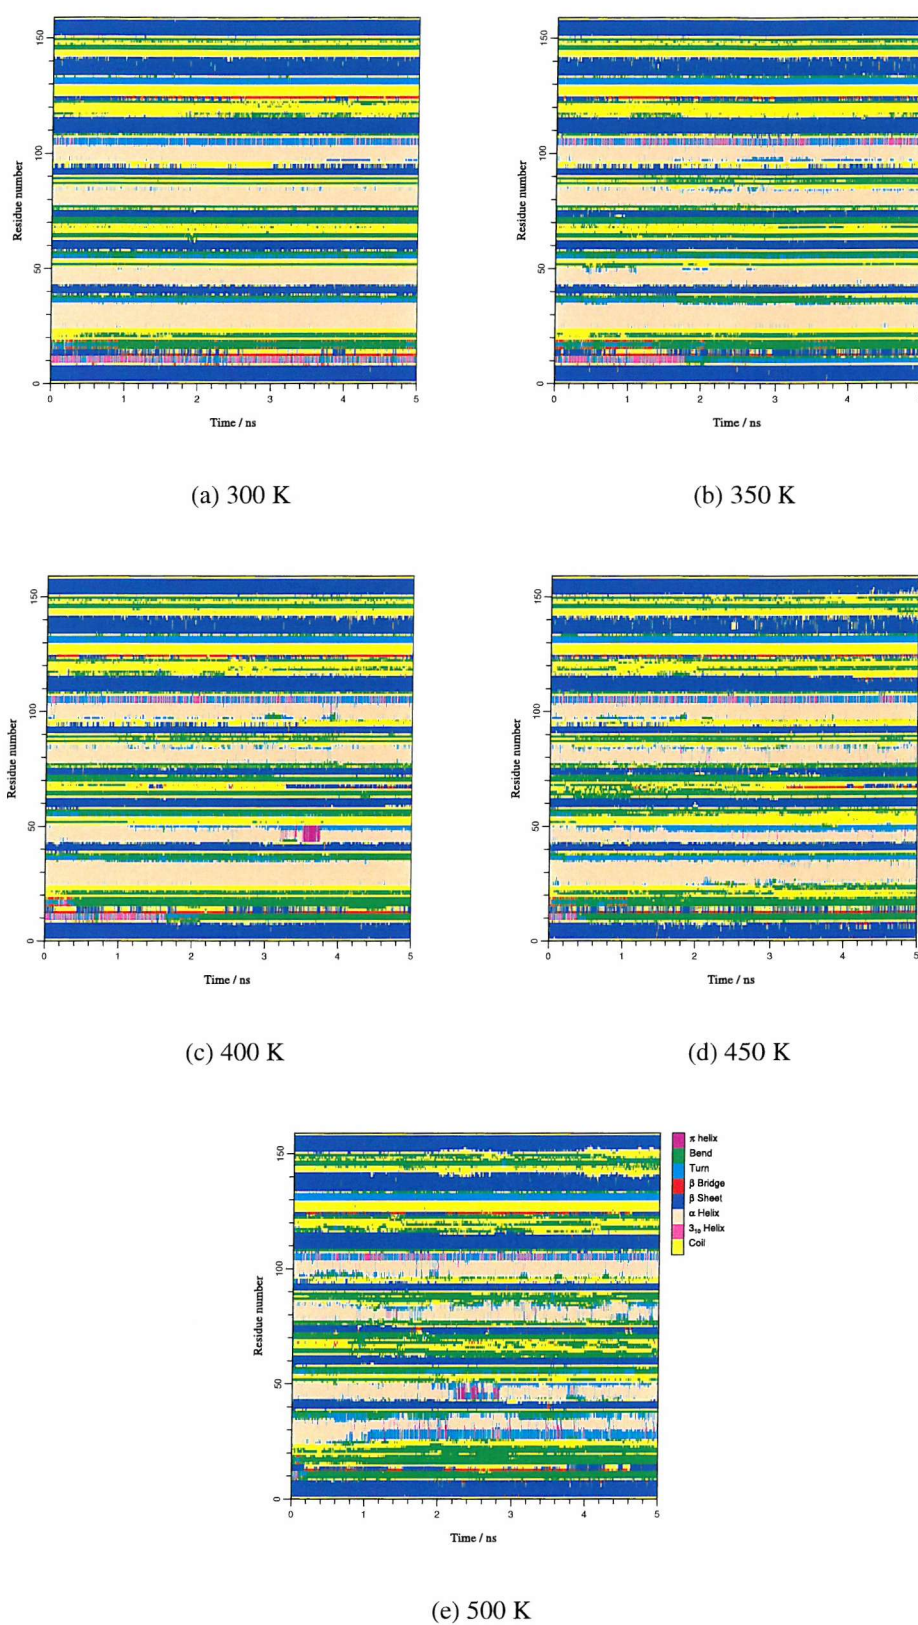 Residue number
150
100
50
0
0 1 2 3 4 5
Time / ns
(a) 300 K
Residue number
150
100
50
0
0 1 2 3 4
Time / ns
(b) 350 K
Residue number
150
100
50
0
0 1 2 3 4 5
Time / ns
(c) 400 K
Residue number
150
100
50
0
0 1 2 3 4 5
Time / ns
(d) 450 K
Residue number
150
100
50
0
0 1 2 3 4 5
Time / ns
π helix
Bend
Turn
β Bridge
β Sheet
α Helix
3₁₀ Helix
Coil
(e) 500 K